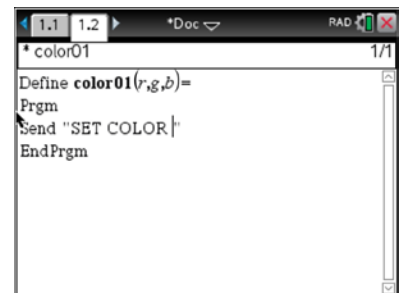 1.1 1.2 *Doc RAD
* color01 1/1
Define color01(r,g,b)=
Prgm
Send "SET COLOR "
EndPrgm